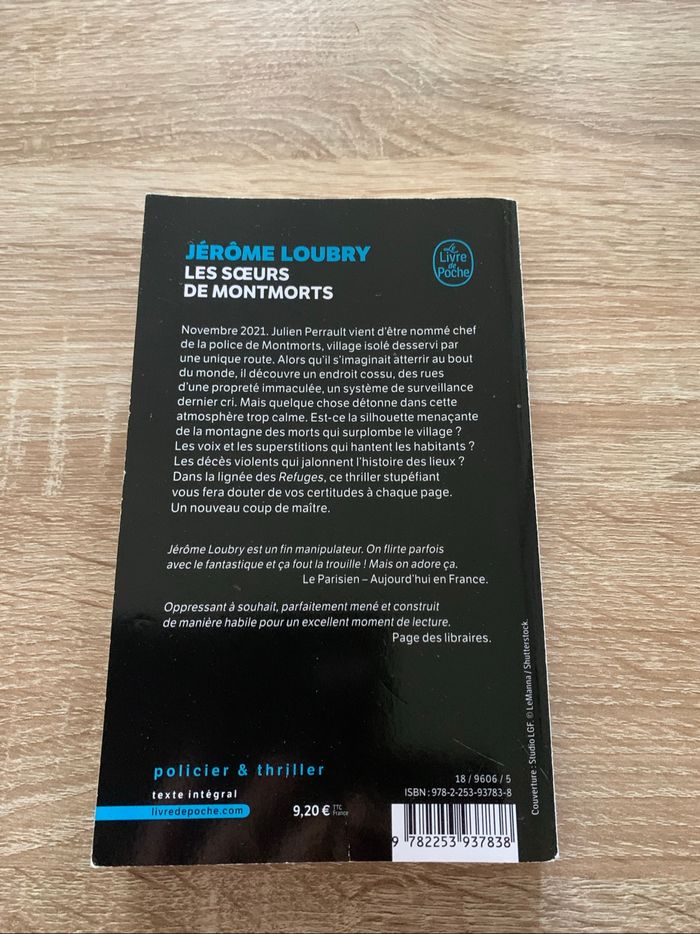 JÉRÔME LOUBRY
LES SŒURS
DE MONTMORTS
Le
Livre
de
Poche
Novembre 2021. Julien Perrault vient d'être nommé chef
de la police de Montmorts, village isolé desservi par
une unique route. Alors qu'il s'imaginait atterrir au bout
du monde, il découvre un endroit cossu, des rues
d'une propreté immaculée, un système de surveillance
dernier cri. Mais quelque chose détonne dans cette
atmosphère trop calme. Est-ce la silhouette menaçante
de la montagne des morts qui surplombe le village ?
Les voix et les superstitions qui hantent les habitants ?
Les décès violents qui jalonnent l'histoire des lieux ?
Dans la lignée des Refuges, ce thriller stupéfiant
vous fera douter de vos certitudes à chaque page.
Un nouveau coup de maître.
Jérôme Loubry est un fin manipulateur. On flirte parfois
avec le fantastique et ça fout la trouille ! Mais on adore ça.
Le Parisien – Aujourd'hui en France.
Oppressant à souhait, parfaitement mené et construit
de manière habile pour un excellent moment de lecture.
Page des libraires.
Couverture : Studio LGF. © LeManna / Shutterstock.
policier & thriller
texte intégral
livredepoche.com
9,20 € TTC
France
18 / 9606 / 5
ISBN : 978-2-253-93783-8
9 782253 937838